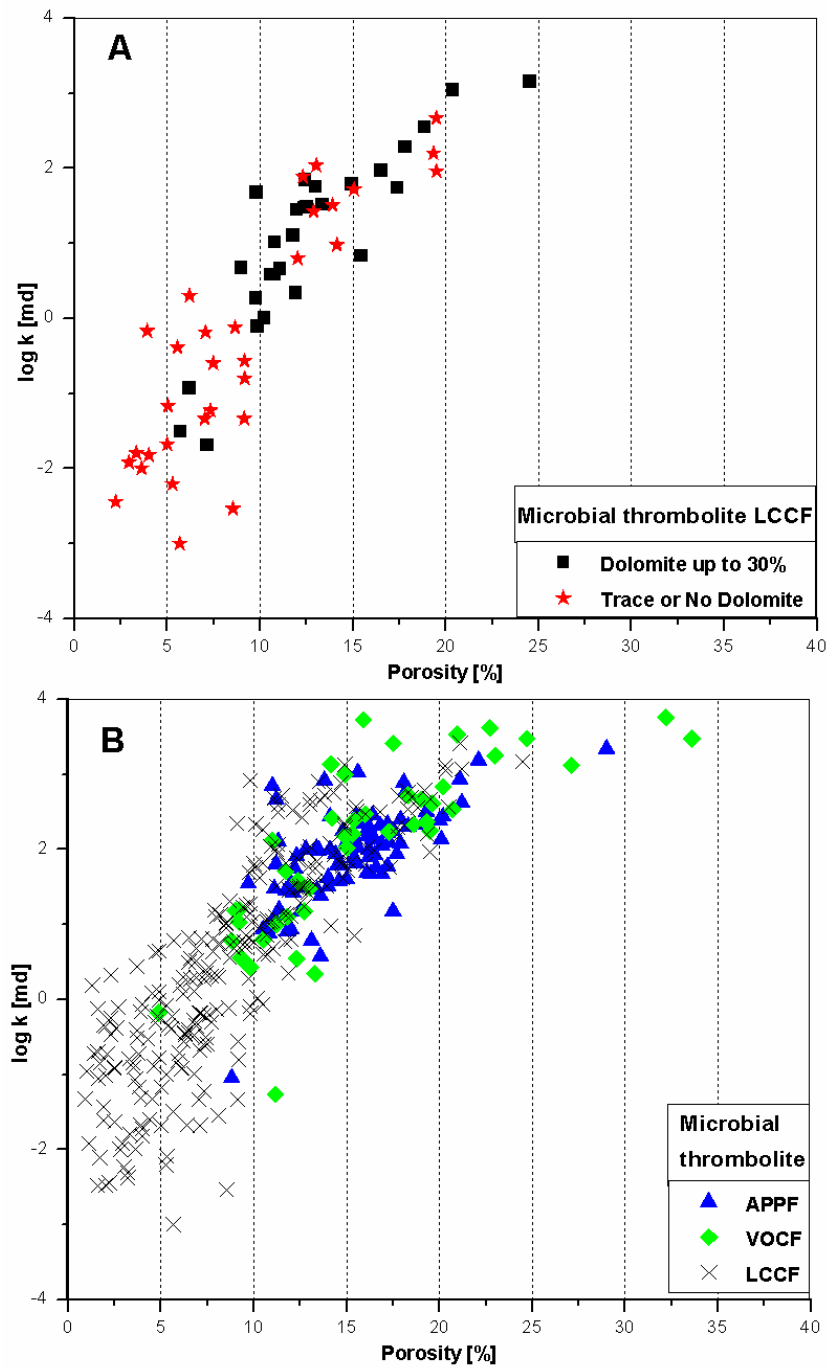 A
4
2
0
-2
-4
log k [md]
0 5 10 15 20 25 30 35 40
Porosity [%]
Microbial thrombolite LCCF
Dolomite up to 30%
Trace or No Dolomite
B
4
2
0
-2
-4
log k [md]
0 5 10 15 20 25 30 35 40
Porosity [%]
Microbial
thrombolite
APPF
VOCF
LCCF